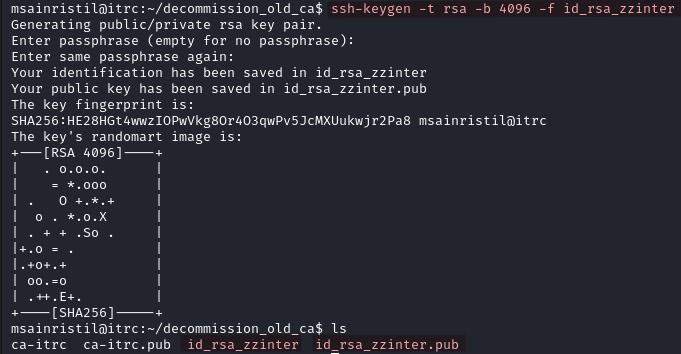 msainristil@itrc:~/decommission_old_ca$ ssh-keygen -t rsa -b 4096 -f id_rsa_zzinter
Generating public/private rsa key pair.
Enter passphrase (empty for no passphrase):
Enter same passphrase again:
Your identification has been saved in id_rsa_zzinter
Your public key has been saved in id_rsa_zzinter.pub
The key fingerprint is:
SHA256:HE28HGt4wwzIOPwVkg8Or4O3qwPv5JcMXUukwjr2Pa8 msainristil@itrc
The key's randomart image is:
+---[RSA 4096]----+
|   . o.o.o.      |
|    = *.ooo      |
| .   O +.*.+     |
|  o . *.o.X      |
| . + + .So .     |
|+.o = .          |
|.+o+.+           |
| oo.=o           |
| .++.E+.         |
+----[SHA256]-----+
msainristil@itrc:~/decommission_old_ca$ ls
ca-itrc  ca-itrc.pub  id_rsa_zzinter  id_rsa_zzinter.pub